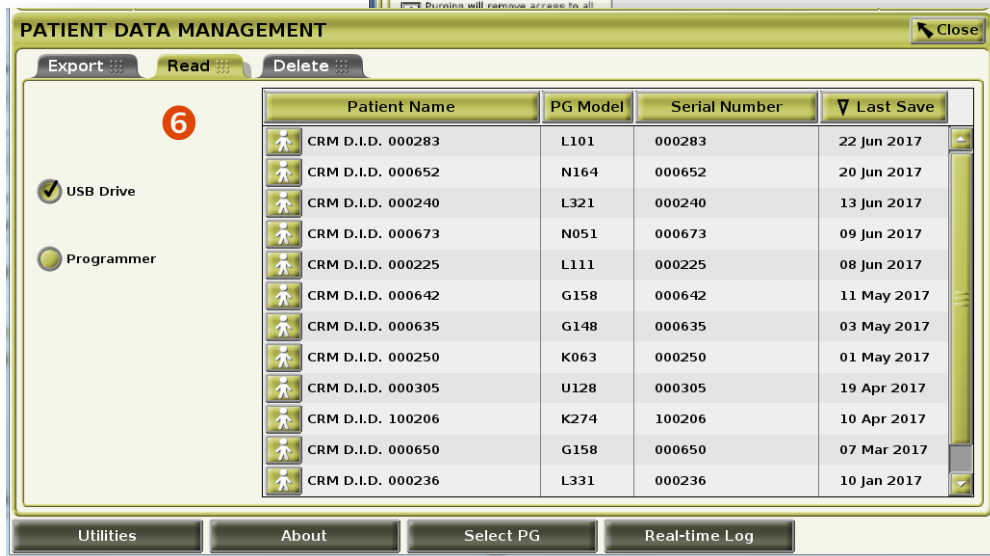 Purging will remove access to all
PATIENT DATA MANAGEMENT Close
Export Read Delete
6
Patient Name PG Model Serial Number Last Save
CRM D.I.D. 000283 L101 000283 22 Jun 2017
CRM D.I.D. 000652 N164 000652 20 Jun 2017
USB Drive
CRM D.I.D. 000240 L321 000240 13 Jun 2017
CRM D.I.D. 000673 N051 000673 09 Jun 2017
Programmer
CRM D.I.D. 000225 L111 000225 08 Jun 2017
CRM D.I.D. 000642 G158 000642 11 May 2017
CRM D.I.D. 000635 G148 000635 03 May 2017
CRM D.I.D. 000250 K063 000250 01 May 2017
CRM D.I.D. 000305 U128 000305 19 Apr 2017
CRM D.I.D. 100206 K274 100206 10 Apr 2017
CRM D.I.D. 000650 G158 000650 07 Mar 2017
CRM D.I.D. 000236 L331 000236 10 Jan 2017
Utilities About Select PG Real-time Log